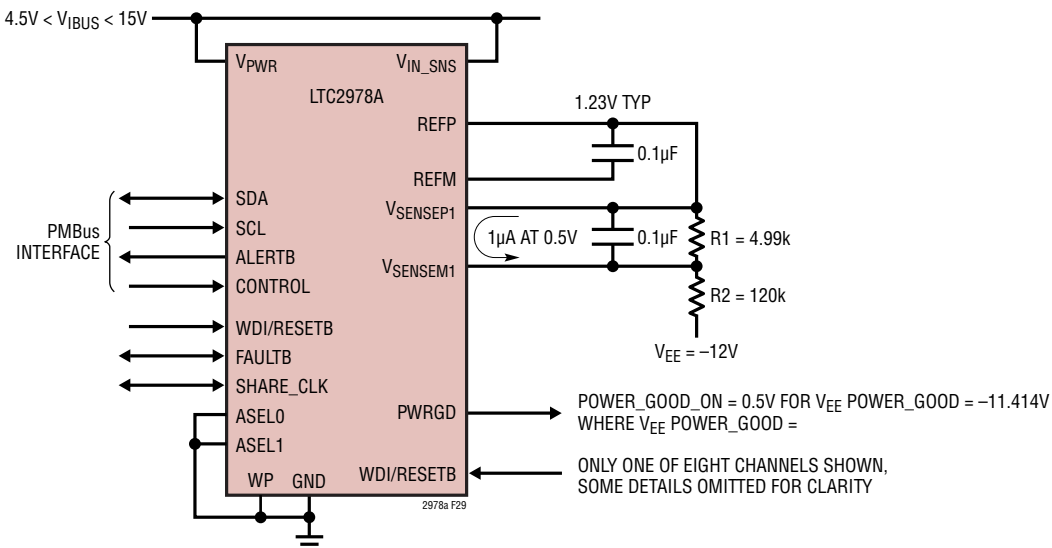 4.5V < VIBUS < 15V
VPWR
VIN_SNS
LTC2978A
1.23V TYP
REFP
0.1µF
REFM
SDA
VSENSEP1
PMBus
INTERFACE
SCL
1µA AT 0.5V
0.1µF
R1 = 4.99k
ALERTB
VSENSEM1
CONTROL
R2 = 120k
WDI/RESETB
VEE = –12V
FAULTB
SHARE_CLK
ASEL0
PWRGD
POWER_GOOD_ON = 0.5V FOR VEE POWER_GOOD = –11.414V
WHERE VEE POWER_GOOD =
ASEL1
WP
GND
WDI/RESETB
ONLY ONE OF EIGHT CHANNELS SHOWN,
SOME DETAILS OMITTED FOR CLARITY
2978a F29